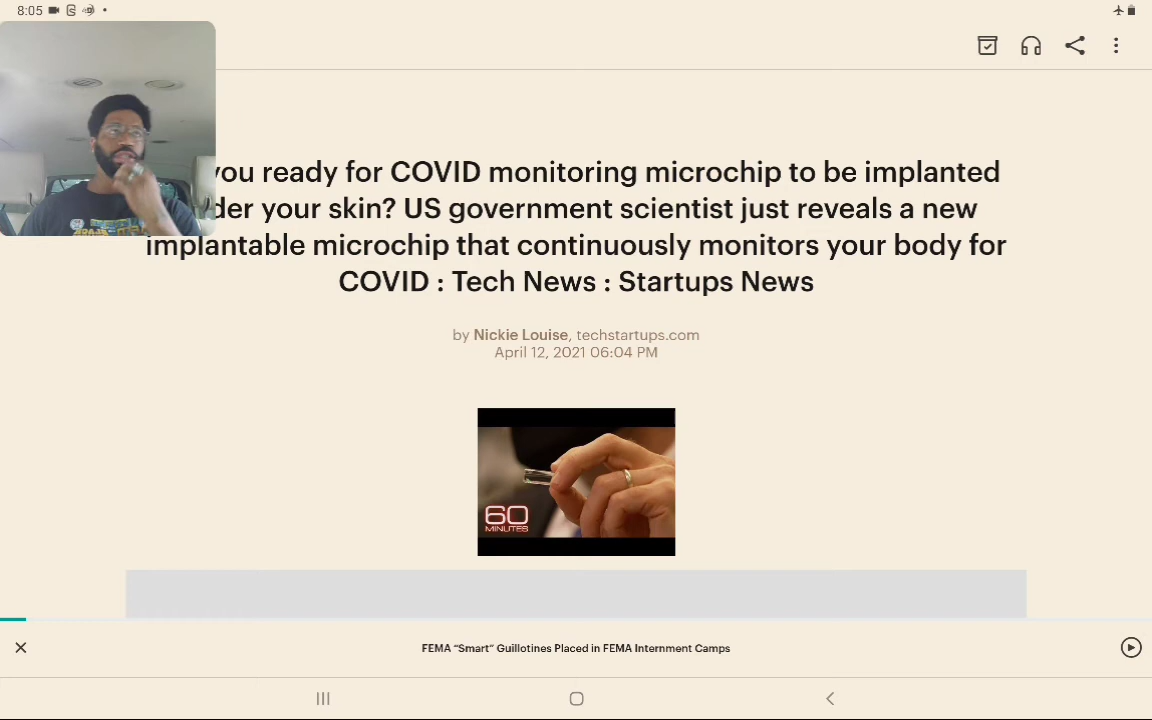 8:05
you ready for COVID monitoring microchip to be implanted
der your skin? US government scientist just reveals a new
implantable microchip that continuously monitors your body for
COVID : Tech News : Startups News
by Nickie Louise, techstartups.com
April 12, 2021 06:04 PM
60
MINUTES
FEMA "Smart" Guillotines Placed in FEMA Internment Camps